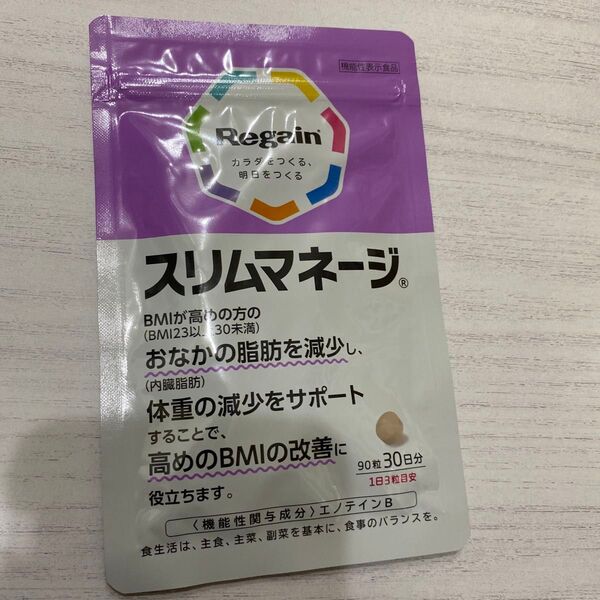 機能性表示食品
Regain®
カラダをつくる、
明日をつくる
スリムマネージ®
BMIが高めの方の
(BMI23以上30未満)
おなかの脂肪を減少し、
(内臓脂肪)
体重の減少をサポート
することで、
高めのBMIの改善に
役立ちます。
90粒 30日分
1日3粒目安
〈機能性関与成分〉エノテインB
食生活は、主食、主菜、副菜を基本に、食事のバランスを。